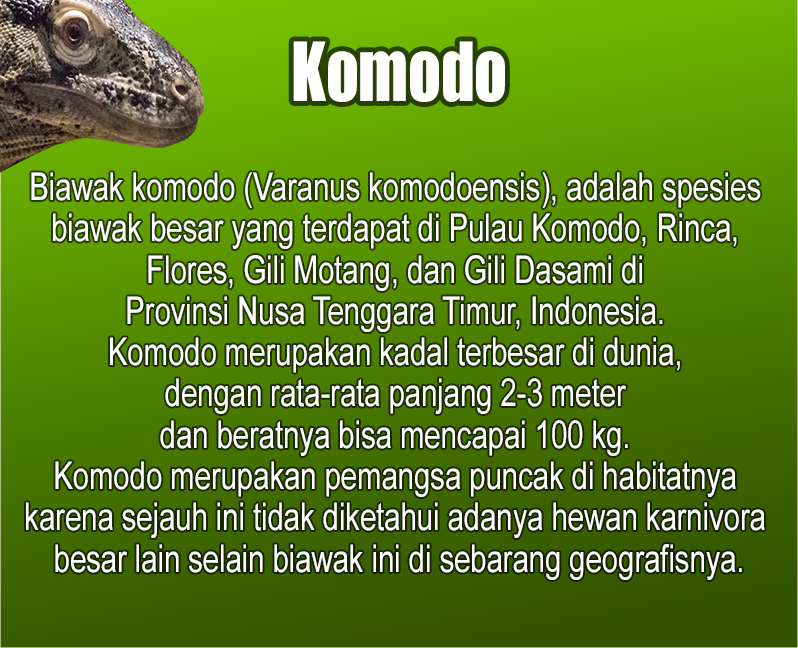 Komodo
Biawak komodo (Varanus komodoensis), adalah spesies
biawak besar yang terdapat di Pulau Komodo, Rinca,
Flores, Gili Motang, dan Gili Dasami di
Provinsi Nusa Tenggara Timur, Indonesia.
Komodo merupakan kadal terbesar di dunia,
dengan rata-rata panjang 2-3 meter
dan beratnya bisa mencapai 100 kg.
Komodo merupakan pemangsa puncak di habitatnya
karena sejauh ini tidak diketahui adanya hewan karnivora
besar lain selain biawak ini di sebarang geografisnya.